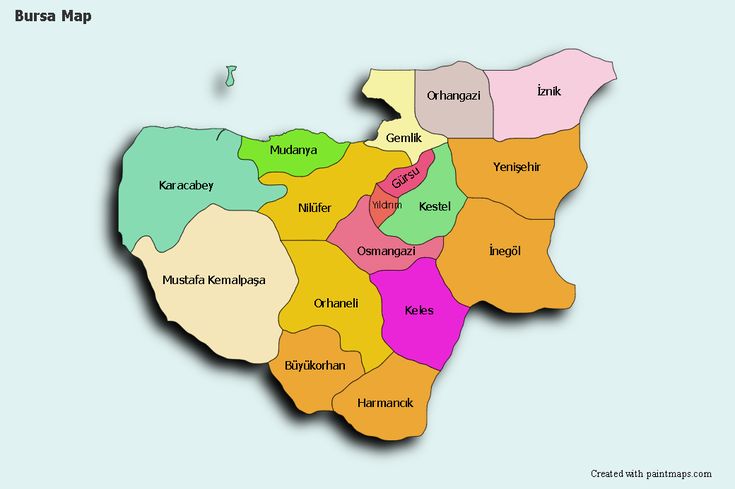 Bursa Map
Orhangazi
İznik
Gemlik
Mudanya
Yenişehir
Gürsu
Karacabey
Nilüfer
Yıldırım
Kestel
Osmangazi
İnegöl
Mustafa Kemalpaşa
Orhaneli
Keles
Büyükorhan
Harmancık
Created with paintmaps.com